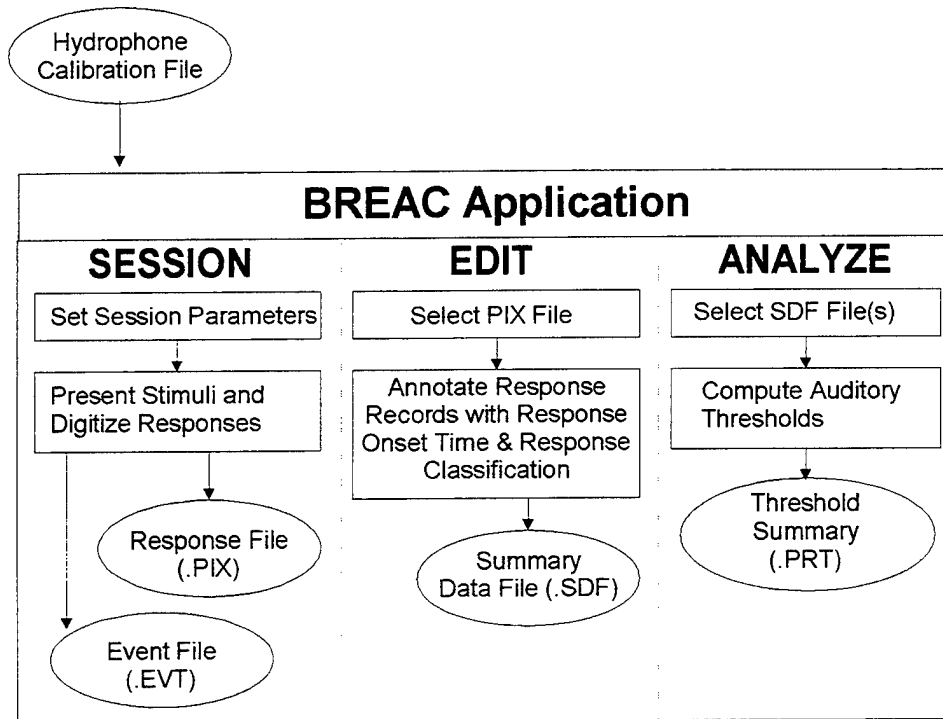 Hydrophone
Calibration File
BREAC Application
SESSION
Set Session Parameters
Present Stimuli and
Digitize Responses
Response File
(.PIX)
Event File
(.EVT)
EDIT
Select PIX File
Annotate Response
Records with Response
Onset Time & Response
Classification
Summary
Data File (.SDF)
ANALYZE
Select SDF File(s)
Compute Auditory
Thresholds
Threshold
Summary
(.PRT)